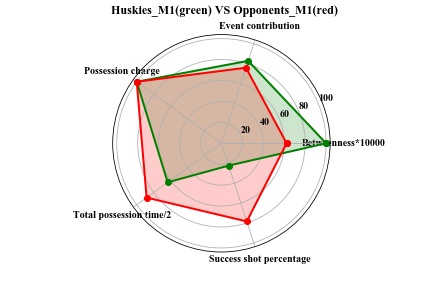 Huskies_M1(green) VS Opponents_M1(red)
Event contribution
Possession charge
100
80
60
40
20
Betweenness*10000
Total possession time/2
Success shot percentage